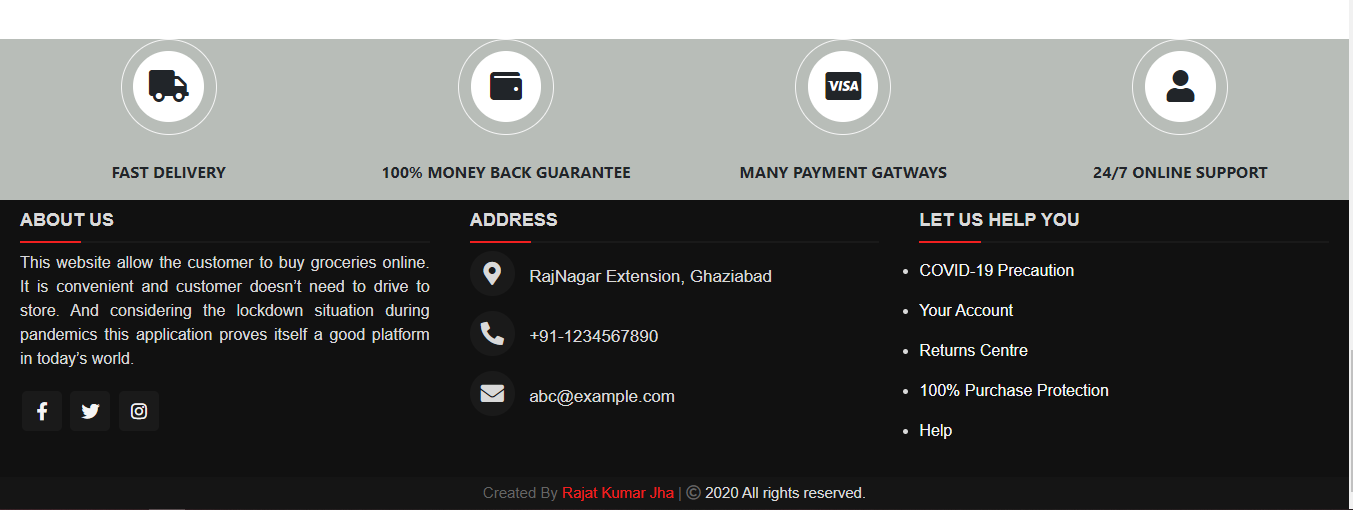 VISA
FAST DELIVERY
100% MONEY BACK GUARANTEE
MANY PAYMENT GATWAYS
24/7 ONLINE SUPPORT
ABOUT US
This website allow the customer to buy groceries online.
It is convenient and customer doesn’t need to drive to
store. And considering the lockdown situation during
pandemics this application proves itself a good platform
in today’s world.
ADDRESS
RajNagar Extension, Ghaziabad
+91-1234567890
abc@example.com
LET US HELP YOU
• COVID-19 Precaution
• Your Account
• Returns Centre
• 100% Purchase Protection
• Help
Created By Rajat Kumar Jha | © 2020 All rights reserved.